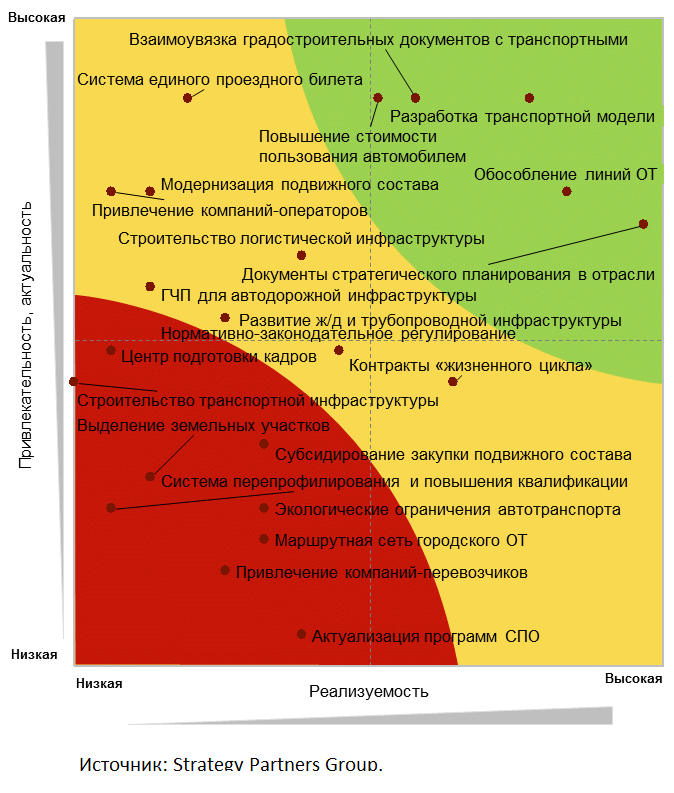 Высокая
Взаимоувязка градостроительных документов с транспортными
Система единого проездного билета
Разработка транспортной модели
Повышение стоимости
пользования автомобилем
Обособление линий ОТ
Модернизация подвижного состава
Привлечение компаний-операторов
Строительство логистической инфраструктуры
Документы стратегического планирования в отрасли
ГЧП для автодорожной инфраструктуры
Развитие ж/д и трубопроводной инфраструктуры
Нормативно-законодательное регулирование
Центр подготовки кадров
Контракты «жизненного цикла»
Строительство транспортной инфраструктуры
Выделение земельных участков
Субсидирование закупки подвижного состава
Система перепрофилирования и повышения квалификации
Экологические ограничения автотранспорта
Маршрутная сеть городского ОТ
Привлечение компаний-перевозчиков
Актуализация программ СПО
Привлекательность, актуальность
Низкая
Низкая
Высокая
Реализуемость
Источник: Strategy Partners Group.